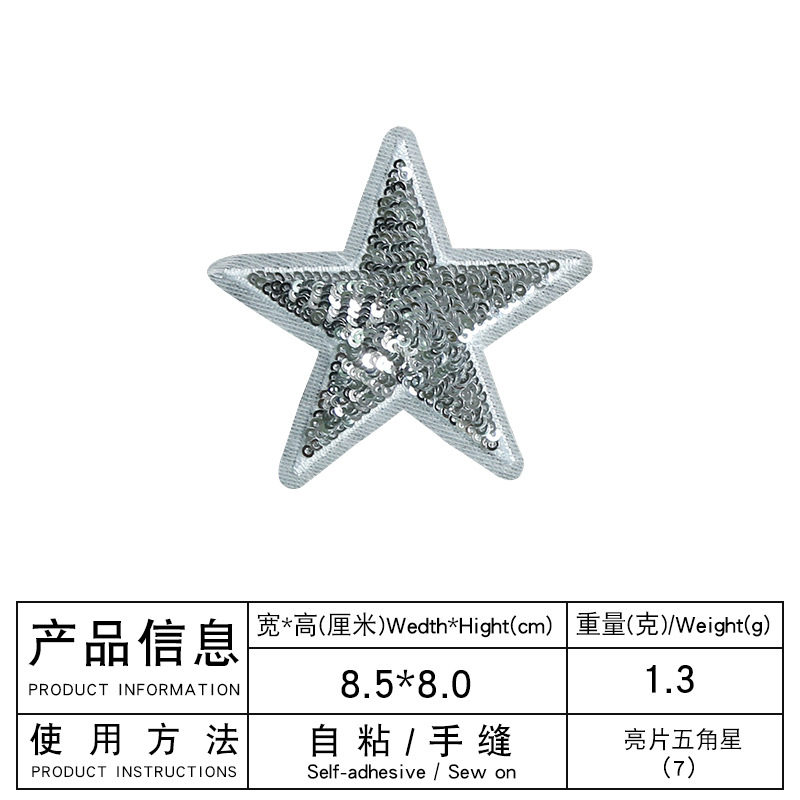 产品信息
PRODUCT INFORMATION
宽*高(厘米)Wedth*Hight(cm)
重量(克)/Weight(g)
8.5*8.0
1.3
使用方法
PRODUCT INSTRUCTIONS
自粘/手缝
Self-adhesive / Sew on
亮片五角星
(7)